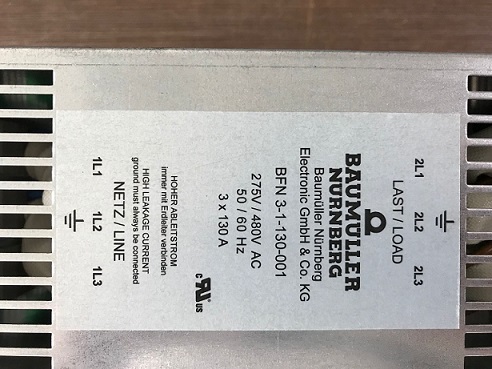 2L1 2L2 2L3
LAST / LOAD
BAUMÜLLER
NÜRNBERG
Baumüller Nürnberg
Electronic GmbH & Co. KG
BFN 3-1-130-001
275V / 480V AC
50 / 60 Hz
3 x 130 A
c RU US
HOHER ABLEITSTROM
immer mit Erdleiter verbinden
HIGH LEAKAGE CURRENT
ground must always be connected
NETZ / LINE
1L1 1L2 1L3